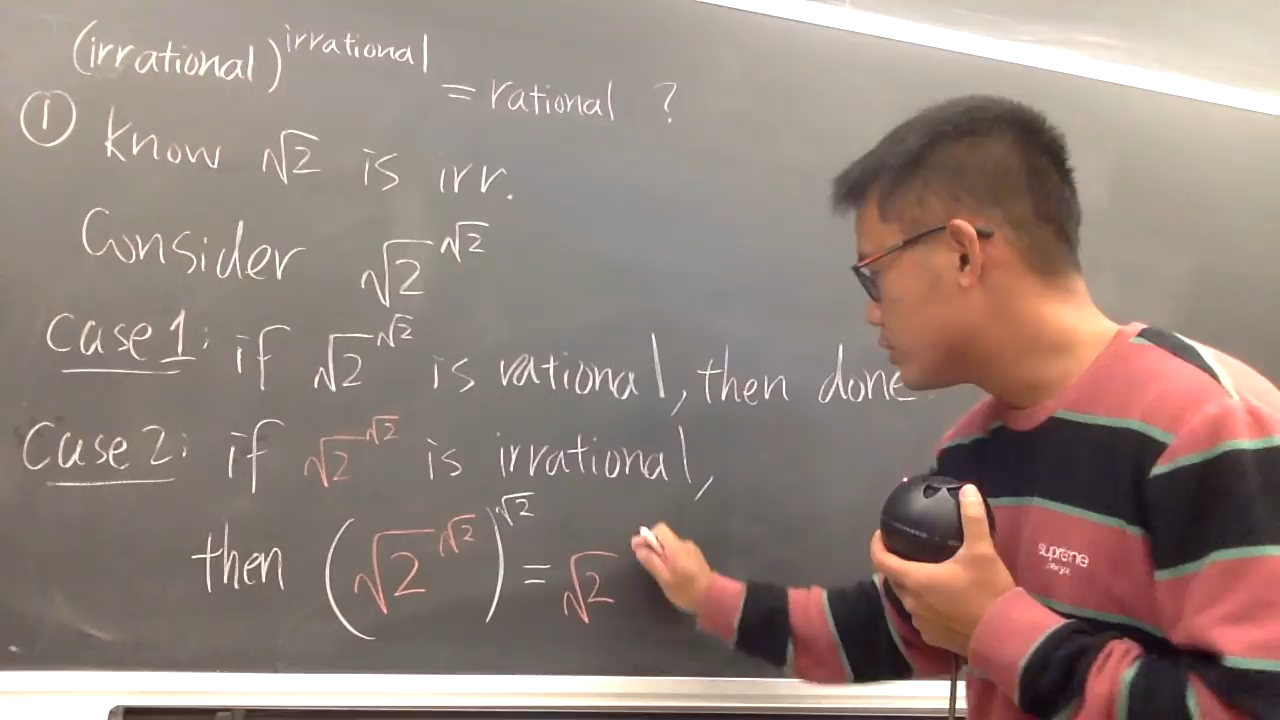 (irrational)^irrational = rational ?
① Know √2 is irr.
Consider √2^√2
Case 1: if √2^√2 is rational, then done
Case 2: if √2^√2 is irrational,
then (√2^√2)^√2 = √2
supreme